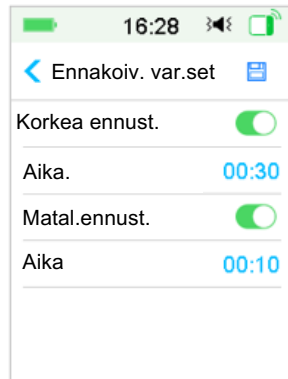 16:28
Ennakoiv. var.set
Korkea ennust.
Aika. 00:30
Matal.ennust.
Aika 00:10